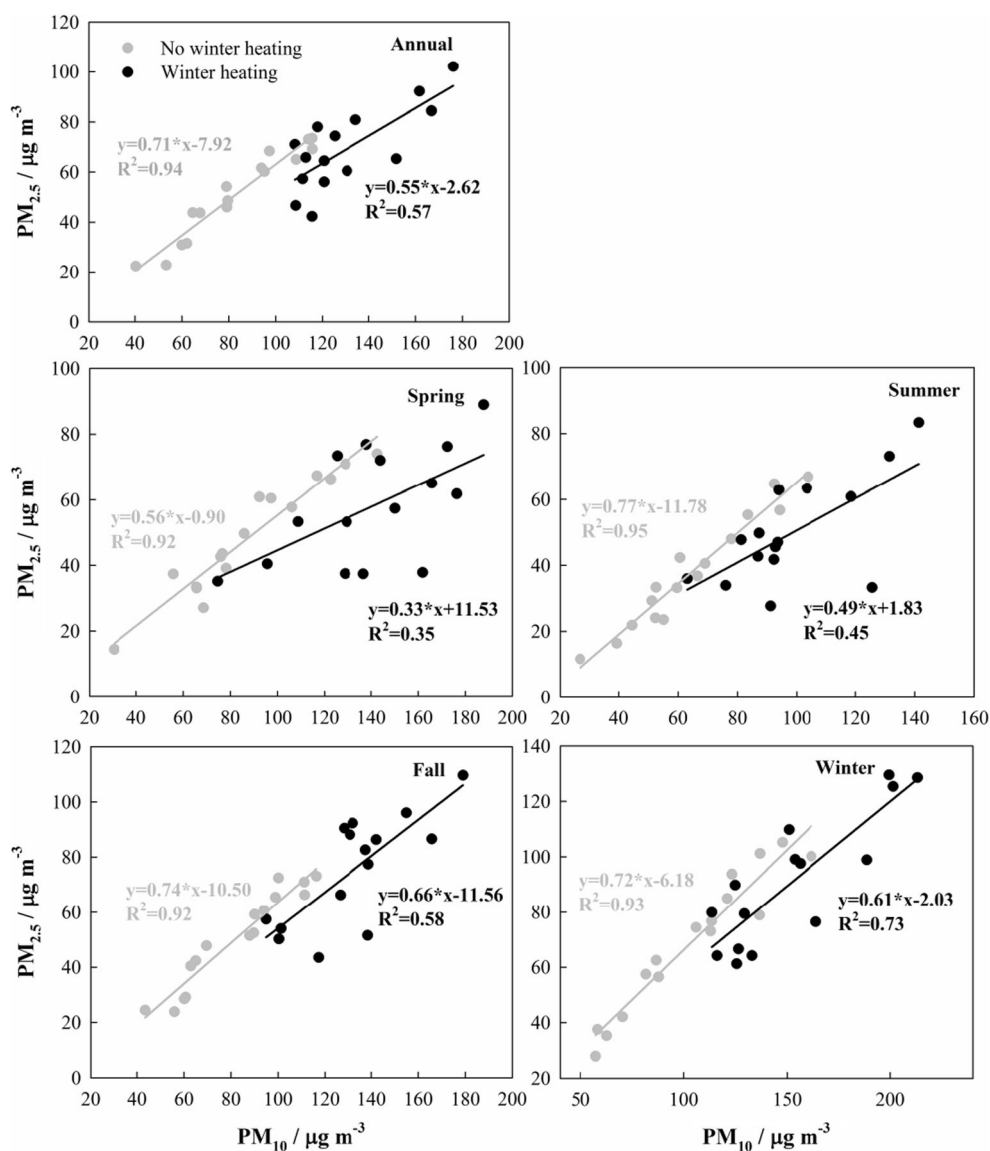 120
100
80
60
40
20
0
No winter heating
Winter heating
Annual
y=0.71*x-7.92
R²=0.94
y=0.55*x-2.62
R²=0.57
PM₂.₅ / µg m⁻³
20 40 60 80 100 120 140 160 180 200
100
80
60
40
20
0
Spring
y=0.56*x-0.90
R²=0.92
y=0.33*x+11.53
R²=0.35
PM₂.₅ / µg m⁻³
20 40 60 80 100 120 140 160 180 200
100
80
60
40
20
0
Summer
y=0.77*x-11.78
R²=0.95
y=0.49*x+1.83
R²=0.45
20 40 60 80 100 120 140 160
120
100
80
60
40
20
0
Fall
y=0.74*x-10.50
R²=0.92
y=0.66*x-11.56
R²=0.58
PM₂.₅ / µg m⁻³
20 40 60 80 100 120 140 160 180 200
PM₁₀ / µg m⁻³
140
120
100
80
60
40
20
Winter
y=0.72*x-6.18
R²=0.93
y=0.61*x-2.03
R²=0.73
50 100 150 200
PM₁₀ / µg m⁻³